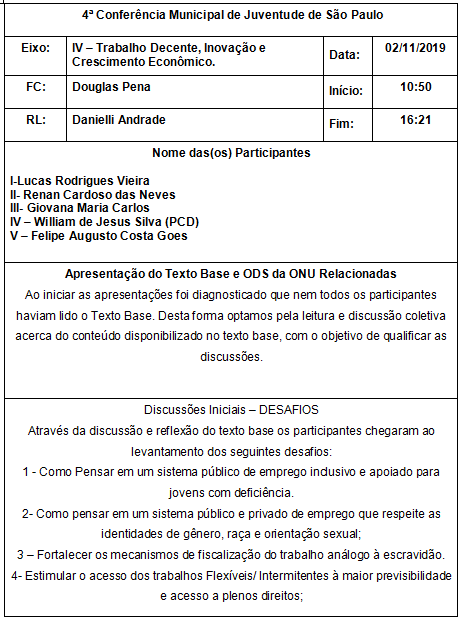 4ª Conferência Municipal de Juventude de São Paulo
Eixo: IV – Trabalho Decente, Inovação e Crescimento Econômico. Data: 02/11/2019
FC: Douglas Pena Início: 10:50
RL: Danielli Andrade Fim: 16:21
Nome das(os) Participantes
I-Lucas Rodrigues Vieira
II- Renan Cardoso das Neves
III- Giovana Maria Carlos
IV – William de Jesus Silva (PCD)
V – Felipe Augusto Costa Goes
Apresentação do Texto Base e ODS da ONU Relacionadas
Ao iniciar as apresentações foi diagnosticado que nem todos os participantes
haviam lido o Texto Base. Desta forma optamos pela leitura e discussão coletiva
acerca do conteúdo disponibilizado no texto base, com o objetivo de qualificar as
discussões.
Discussões Iniciais – DESAFIOS
Através da discussão e reflexão do texto base os participantes chegaram ao
levantamento dos seguintes desafios:
1 - Como Pensar em um sistema público de emprego inclusivo e apoiado para
jovens com deficiência.
2- Como pensar em um sistema público e privado de emprego que respeite as
identidades de gênero, raça e orientação sexual;
3 – Fortalecer os mecanismos de fiscalização do trabalho análogo à escravidão.
4- Estimular o acesso dos trabalhos Flexíveis/ Intermitentes à maior previsibilidade
e acesso a plenos direitos;